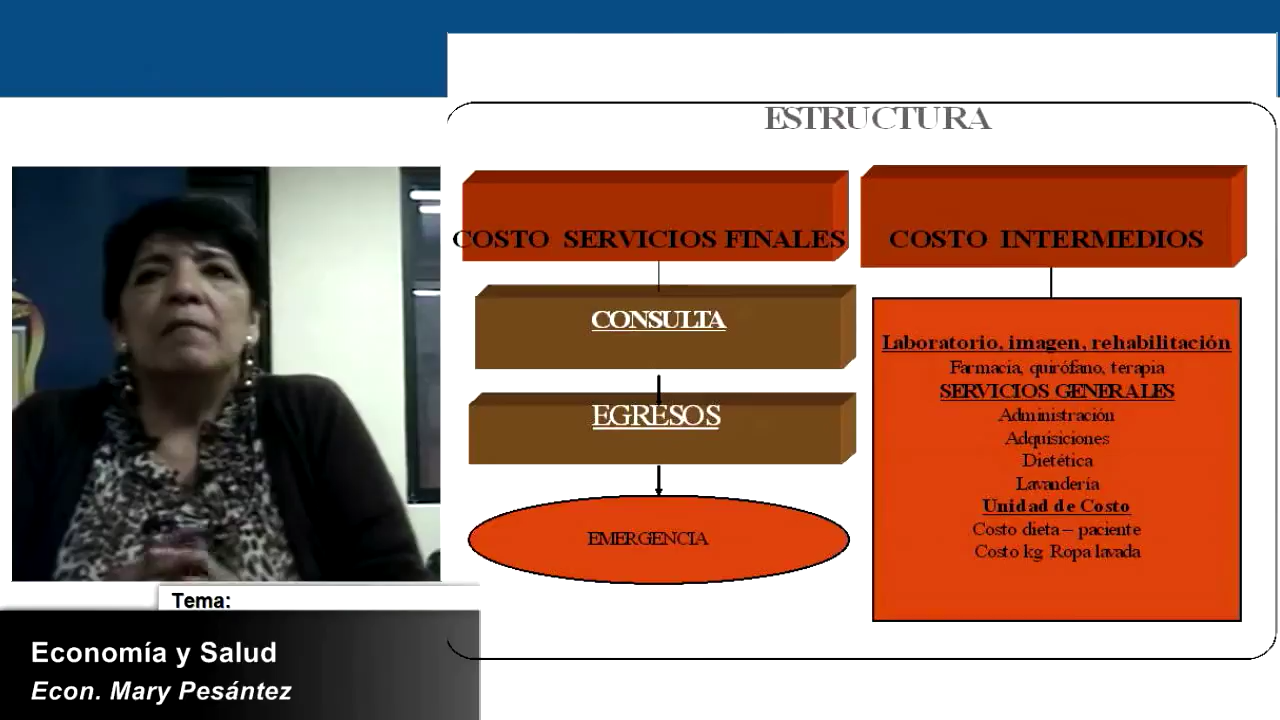 ESTRUCTURA
COSTO SERVICIOS FINALES
COSTO INTERMEDIOS
CONSULTA
EGRESOS
EMERGENCIA
Laboratorio, imagen, rehabilitación
Farmacia, quirófano, terapia
SERVICIOS GENERALES
Administración
Adquisiciones
Dietética
Lavandería
Unidad de Costo
Costo dieta – paciente
Costo kg Ropa lavada
Tema:
Economía y Salud
Econ. Mary Pesántez